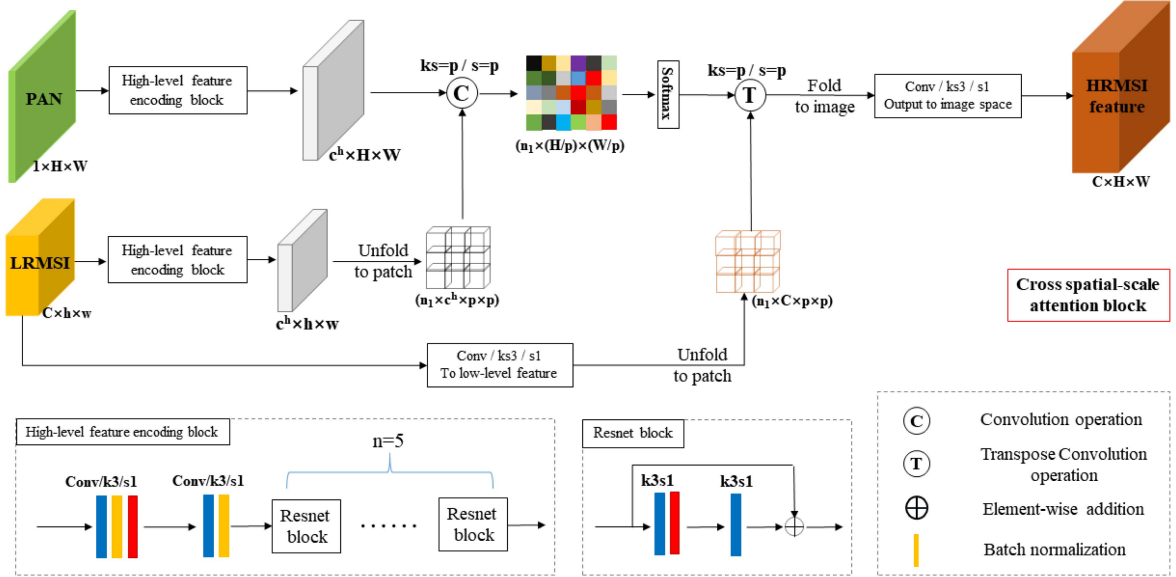 PAN
1×H×W
High-level feature
encoding block
cʰ×H×W
ks=p / s=p
C
(n₁×(H/p)×(W/p)
Softmax
ks=p / s=p
T
Fold
to image
Conv / ks3 / s1
Output to image space
HRMSI
feature
C×H×W
LRMSI
C×h×w
High-level feature
encoding block
cʰ×h×w
Unfold
to patch
(n₁×cʰ×p×p)
(n₁×C×p×p)
Cross spatial-scale
attention block
Conv / ks3 / s1
To low-level feature
Unfold
to patch
High-level feature encoding block
n=5
Conv/k3/s1
Conv/k3/s1
Resnet
block
······
Resnet
block
Resnet block
k3s1
k3s1
C
Convolution operation
T
Transpose Convolution
operation
Element-wise addition
Batch normalization